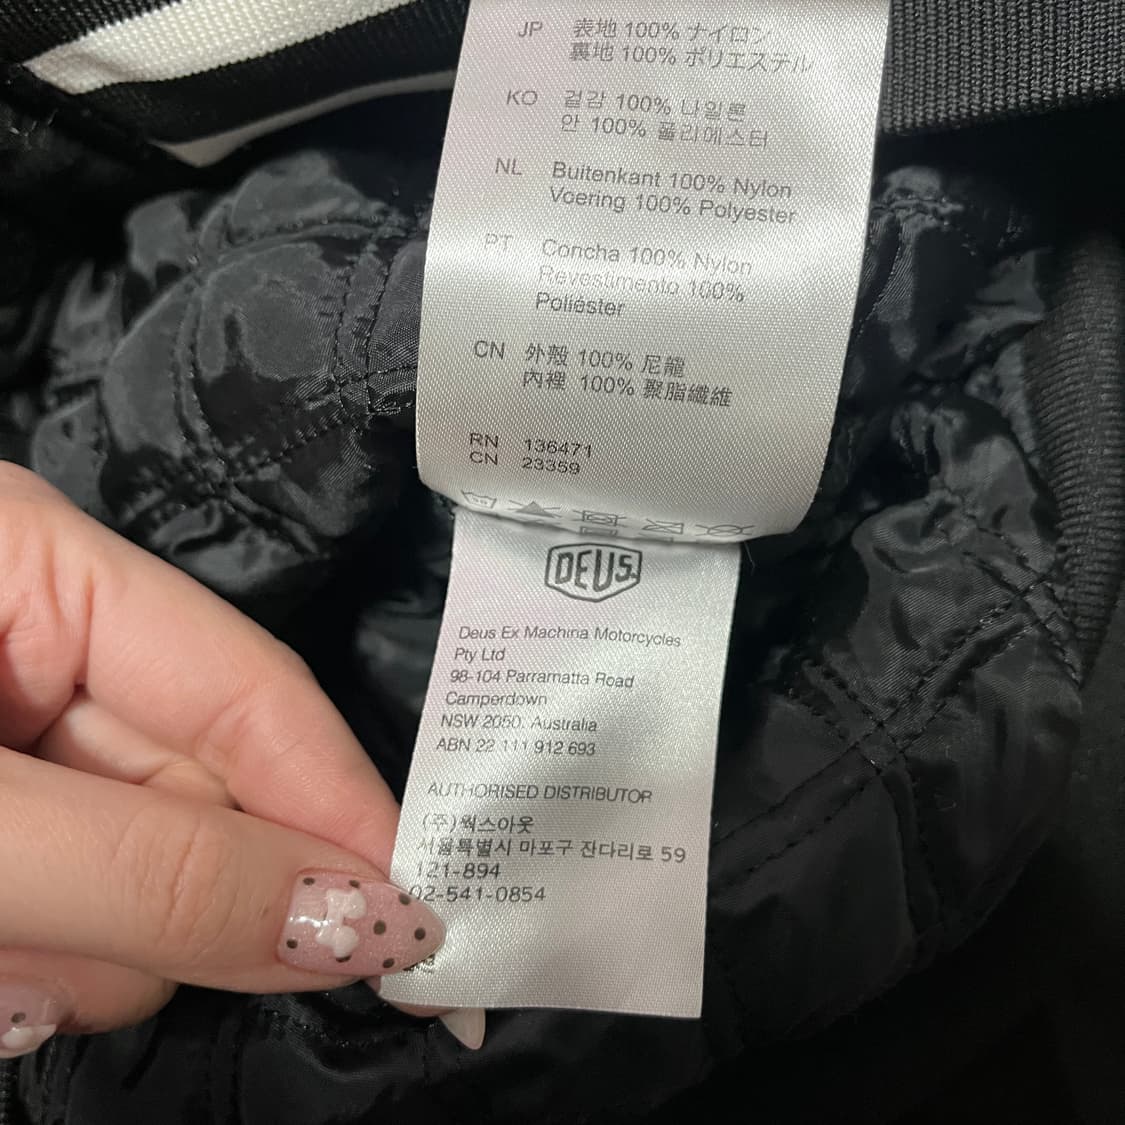 JP 表地 100% ナイロン
裏地 100% ポリエステル
KO 겉감 100% 나일론
안 100% 폴리에스터
NL Buitenkant 100% Nylon
Voering 100% Polyester
PT Concha 100% Nylon
Revestimento 100%
Poliéster
CN 外殼 100% 尼龍
內裡 100% 聚脂纖維
RN 136471
CN 23359
30
DEUS
Deus Ex Machina Motorcycles
Pty Ltd
98-104 Parramatta Road
Camperdown
NSW 2050, Australia
ABN 22 111 912 693
AUTHORISED DISTRIBUTOR
(주)웍스아웃
서울특별시 마포구 잔다리로 59
121-894
02-541-0854